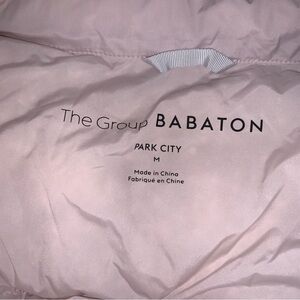 The Group BABATON
PARK CITY
M
Made in China
Fabriqué en Chine